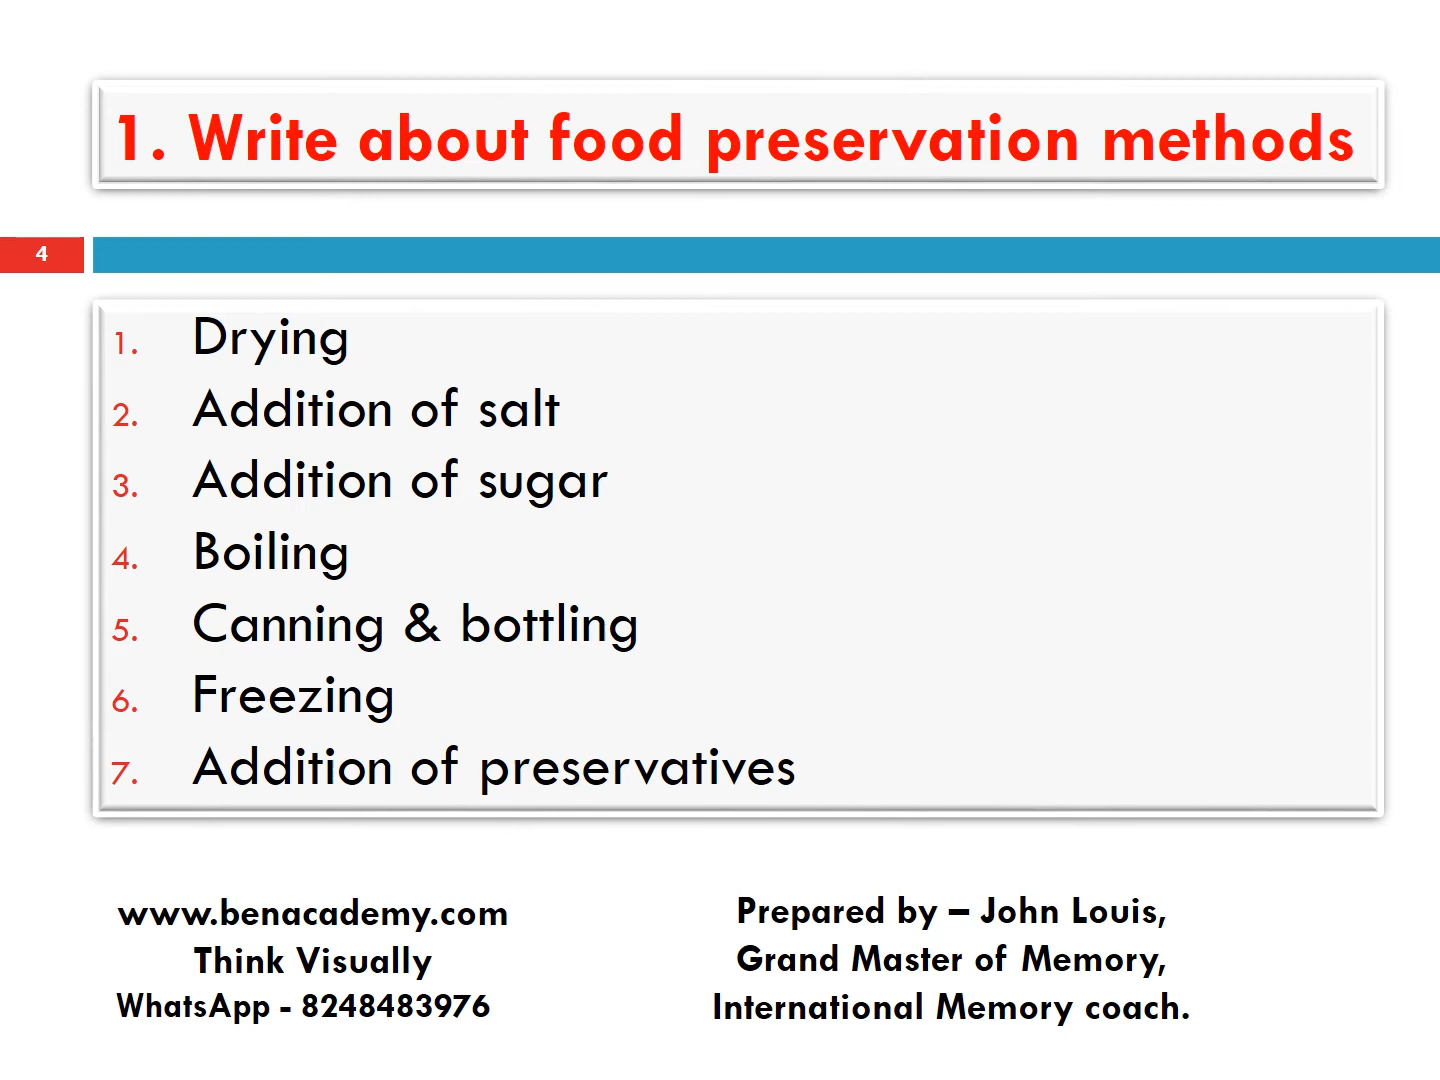 1. Write about food preservation methods
4
1. Drying
2. Addition of salt
3. Addition of sugar
4. Boiling
5. Canning & bottling
6. Freezing
7. Addition of preservatives
www.benacademy.com
Think Visually
WhatsApp - 8248483976
Prepared by – John Louis,
Grand Master of Memory,
International Memory coach.